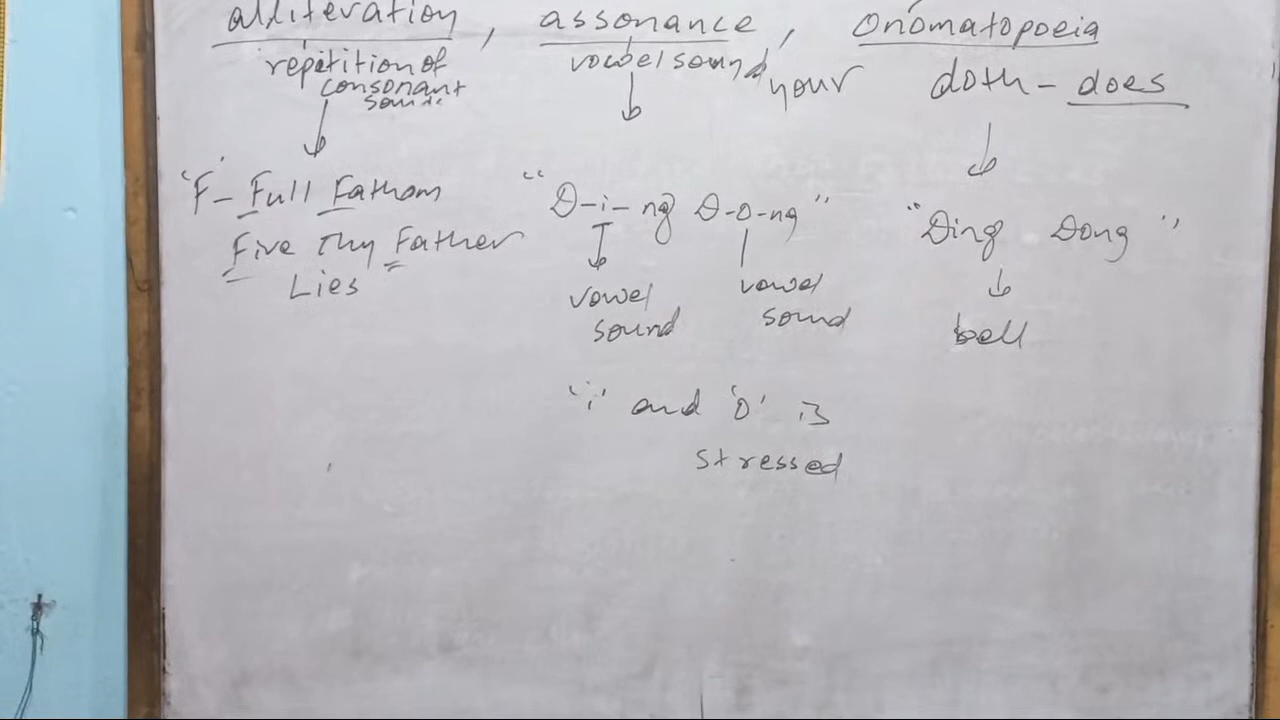 alliteration, assonance, Onomatopoeia
repetition of
consonant
sound
vowel sound
your doth - does
"F - Full Fathom
Five Thy Father
Lies
"D-i-ng D-o-ng"
vowel
sound
vowel
sound
'i' and 'o' is
stressed
"Ding Dong"
bell